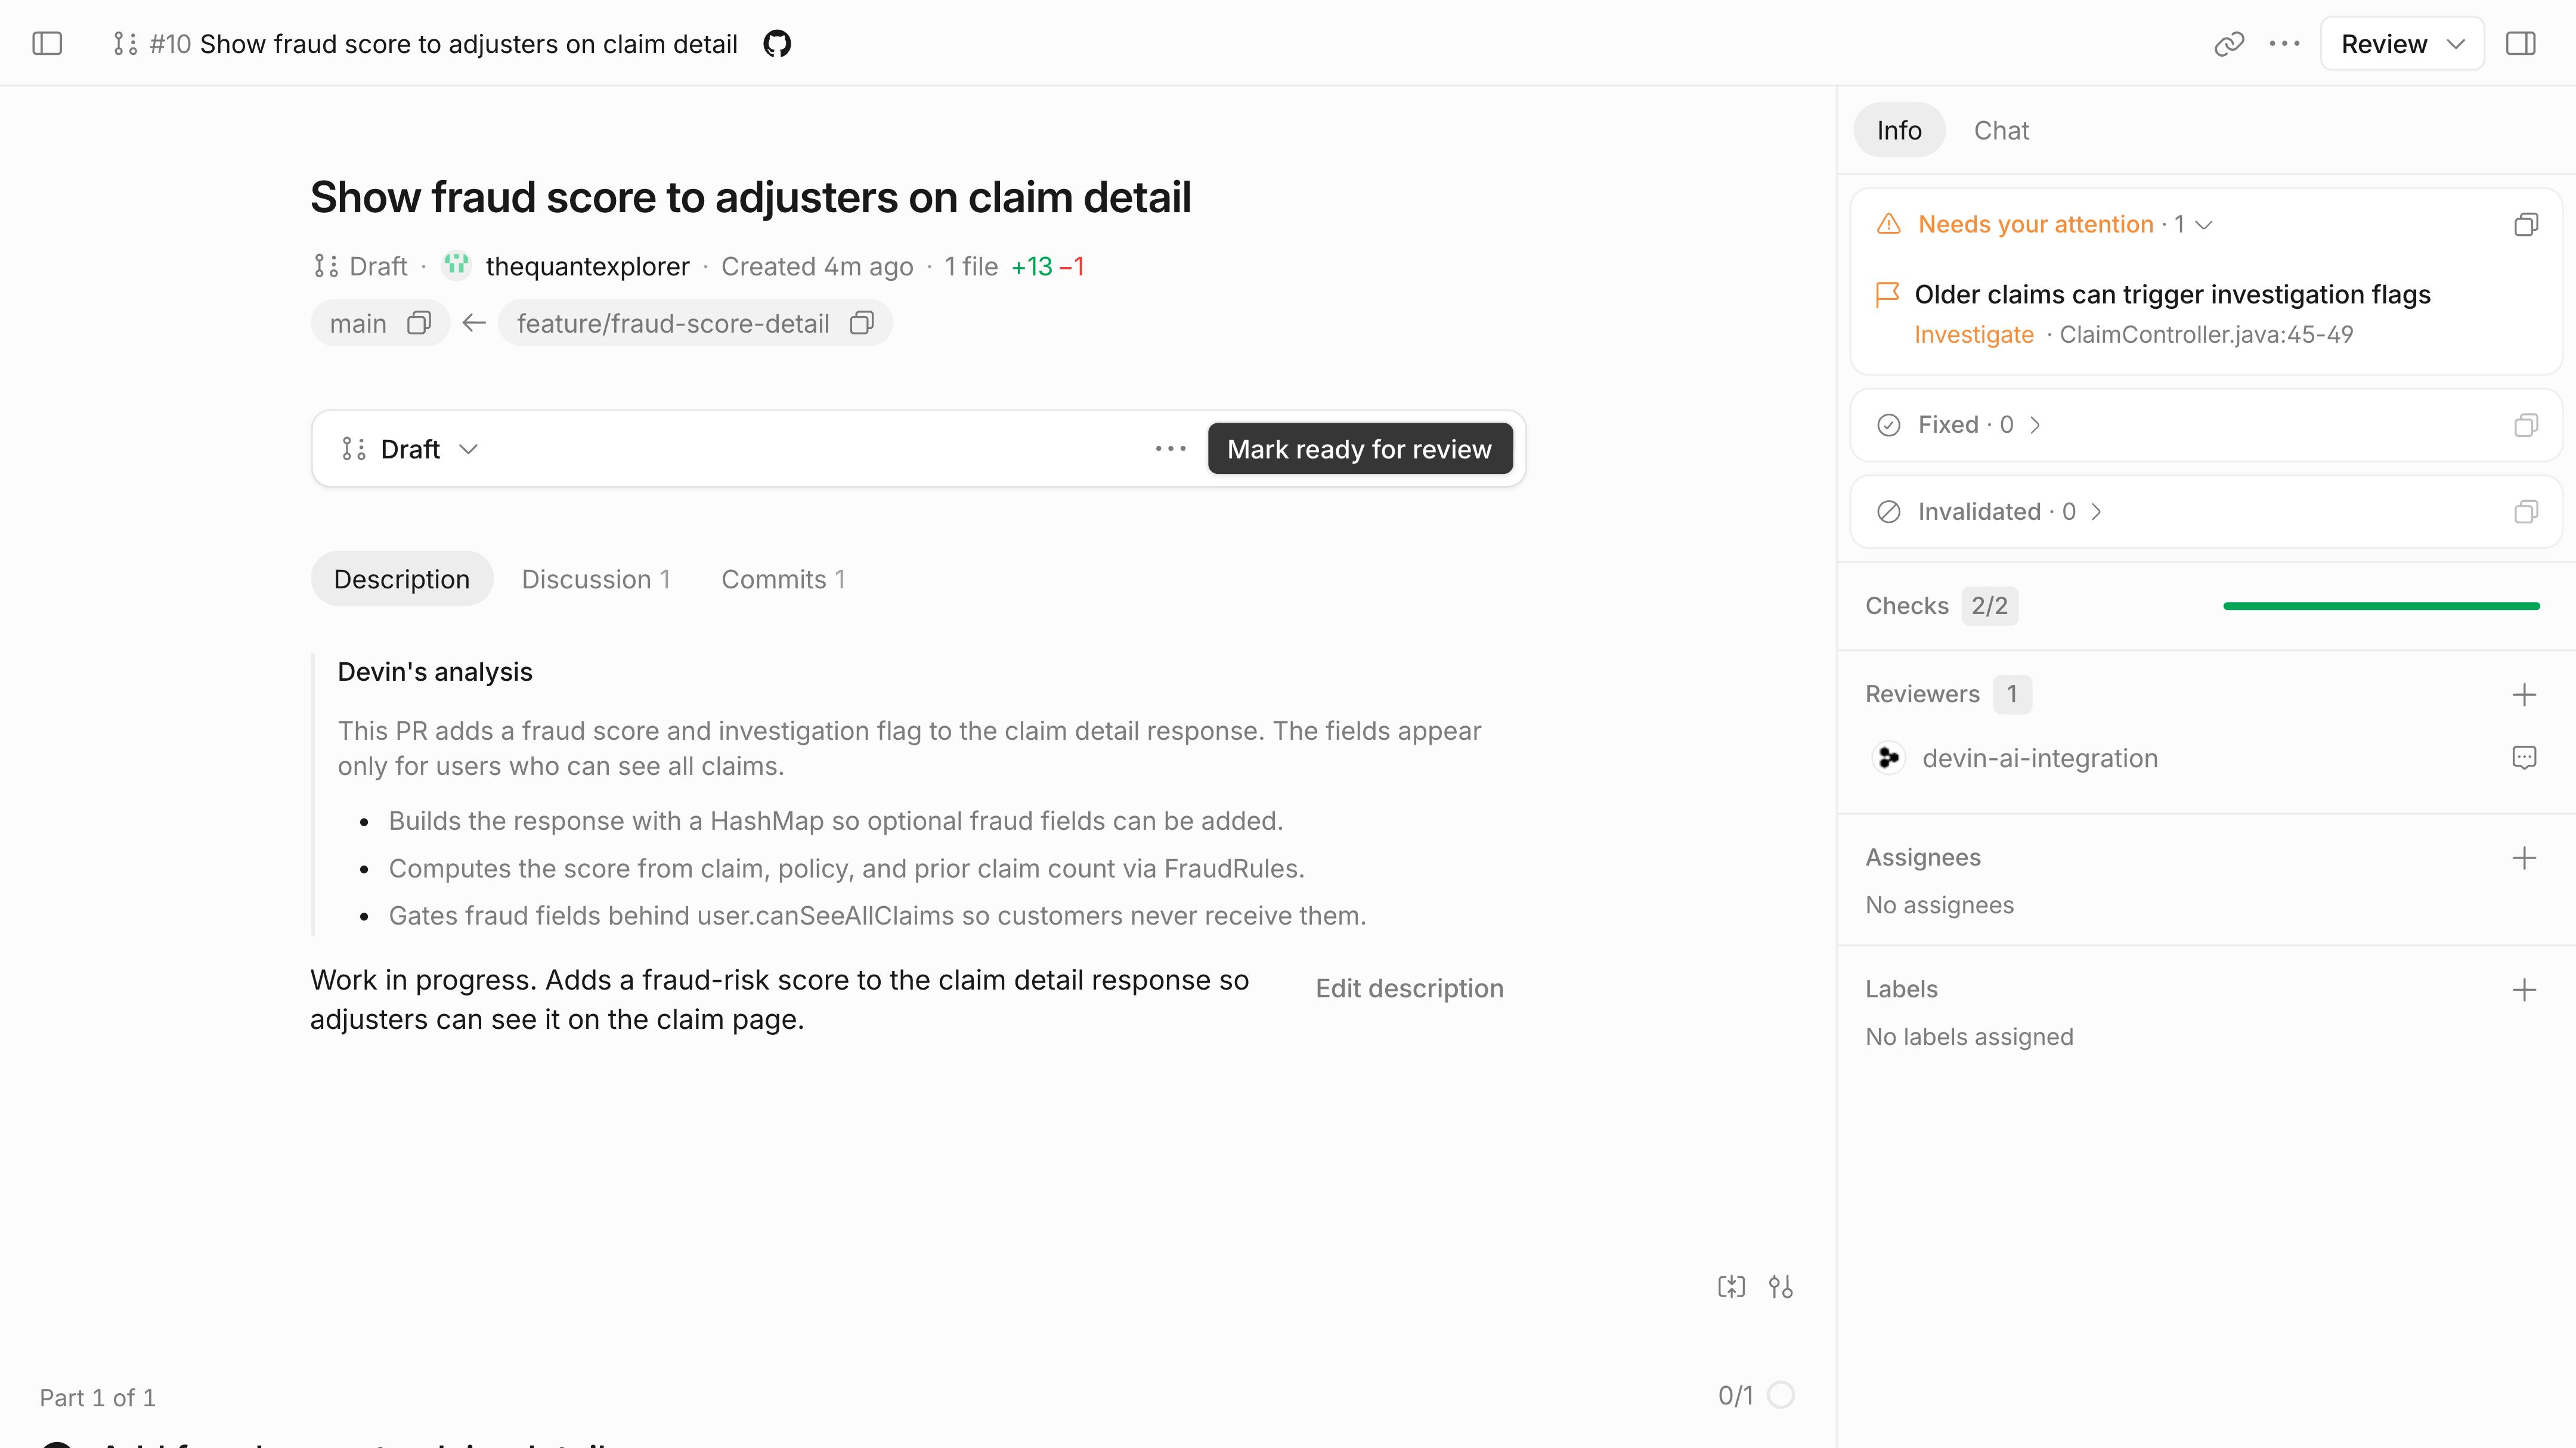 #10 Show fraud score to adjusters on claim detail
Review
Show fraud score to adjusters on claim detail
Draft · thequantexplorer · Created 4m ago · 1 file +13 −1
main ← feature/fraud-score-detail
Draft
Mark ready for review
Description
Discussion 1
Commits 1
Devin's analysis
This PR adds a fraud score and investigation flag to the claim detail response. The fields appear
only for users who can see all claims.
• Builds the response with a HashMap so optional fraud fields can be added.
• Computes the score from claim, policy, and prior claim count via FraudRules.
• Gates fraud fields behind user.canSeeAllClaims so customers never receive them.
Work in progress. Adds a fraud-risk score to the claim detail response so
adjusters can see it on the claim page.
Edit description
Part 1 of 1
0/1
Info
Chat
Needs your attention · 1
Older claims can trigger investigation flags
Investigate · ClaimController.java:45-49
Fixed · 0
Invalidated · 0
Checks 2/2
Reviewers 1
devin-ai-integration
Assignees
No assignees
Labels
No labels assigned